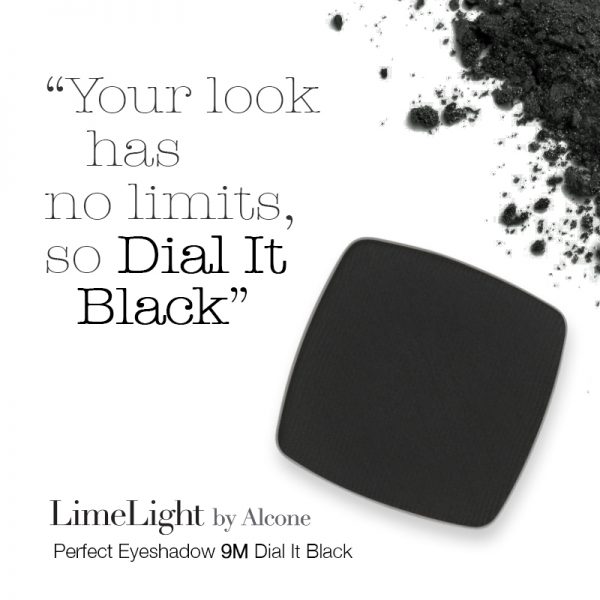 “Your look
has
no limits,
so Dial It
Black”
LimeLight by Alcone
Perfect Eyeshadow 9M Dial It Black